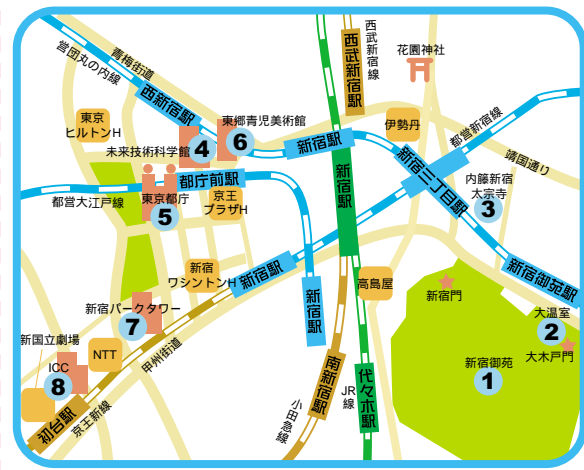 西武新宿駅
西武新宿線
花園神社
青梅街道
営団丸の内線
西新宿駅
東京
ヒルトンH
東郷青児美術館
6
未来技術科学館
4
新宿駅
伊勢丹
都営新宿線
靖国通り
新宿三丁目駅
内藤新宿
太宗寺
3
都庁前駅
都営大江戸線
東京都庁
5
京王
プラザH
新宿駅
新宿御苑駅
新宿
ワシントンH
新宿駅
新宿駅
高島屋
新宿門
大温室
2
大木戸門
新宿パークタワー
7
新国立劇場
ICC
8
NTT
甲州街道
初台駅
京王新線
南新宿駅
小田急線
JR線
代々木駅
新宿御苑
1